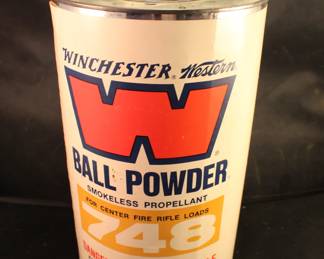 WINCHESTER Western
W
BALL POWDER
SMOKELESS PROPELLANT
FOR CENTER FIRE RIFLE LOADS
748